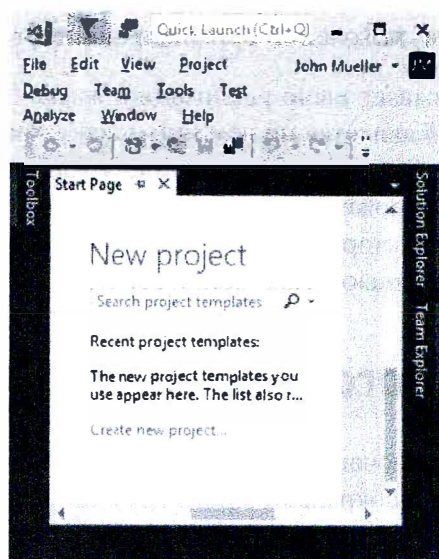 Quick Launch (Ctrl+Q)
File Edit View Project John Mueller JM
Debug Team Tools Test
Analyze Window Help
Toolbox
Start Page
New project
Search project templates
Recent project templates:
The new project templates you
use appear here. The list also r...
Create new project...
Solution Explorer
Team Explorer